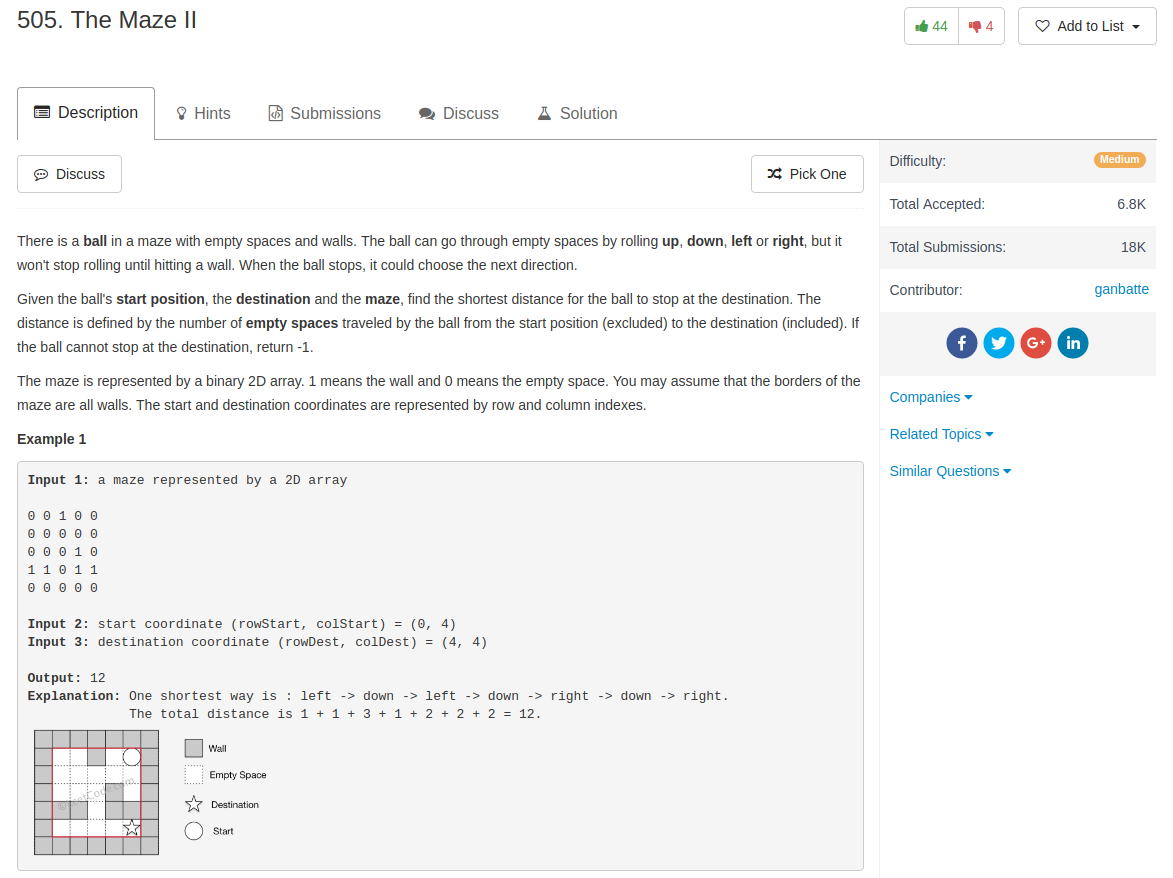 505. The Maze II
44
4
Add to List
Description
Hints
Submissions
Discuss
Solution
Discuss
Pick One
There is a ball in a maze with empty spaces and walls. The ball can go through empty spaces by rolling up, down, left or right, but it
won't stop rolling until hitting a wall. When the ball stops, it could choose the next direction.
Given the ball's start position, the destination and the maze, find the shortest distance for the ball to stop at the destination. The
distance is defined by the number of empty spaces traveled by the ball from the start position (excluded) to the destination (included). If
the ball cannot stop at the destination, return -1.
The maze is represented by a binary 2D array. 1 means the wall and 0 means the empty space. You may assume that the borders of the
maze are all walls. The start and destination coordinates are represented by row and column indexes.
Example 1
Input 1: a maze represented by a 2D array
0 0 1 0 0
0 0 0 0 0
0 0 0 1 0
1 1 0 1 1
0 0 0 0 0
Input 2: start coordinate (rowStart, colStart) = (0, 4)
Input 3: destination coordinate (rowDest, colDest) = (4, 4)
Output: 12
Explanation: One shortest way is : left -> down -> left -> down -> right -> down -> right.
The total distance is 1 + 1 + 3 + 1 + 2 + 2 + 2 = 12.
Wall
Empty Space
Destination
Start
Difficulty:
Medium
Total Accepted:
6.8K
Total Submissions:
18K
Contributor:
ganbatte
f
G+
in
Companies
Related Topics
Similar Questions